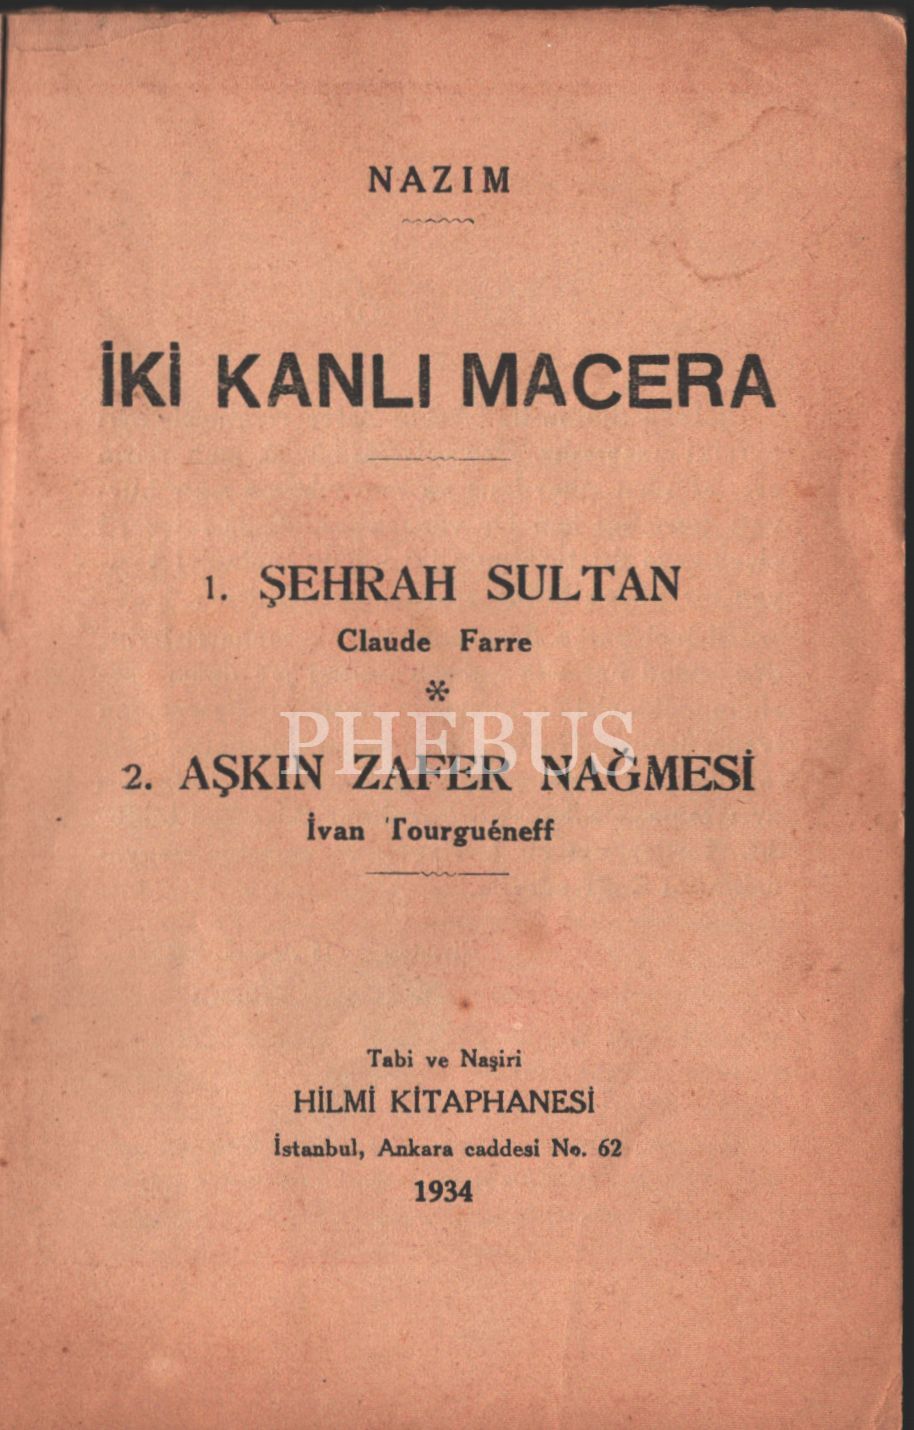 NAZIM
İKİ KANLI MACERA
1. ŞEHRAH SULTAN
Claude Farre
*
PHEBUS
2. AŞKIN ZAFER NAĞMESİ
İvan Tourguéneff
Tabi ve Naşiri
HİLMİ KİTAPHANESİ
İstanbul, Ankara caddesi No. 62
1934